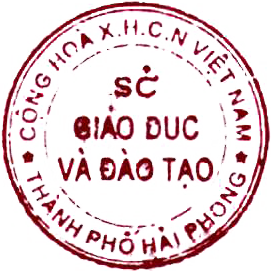 CỘNG HOÀ X.H.C.N VIỆT NAM
SỞ
GIÁO DỤC
VÀ ĐÀO TẠO
★ THÀNH PHỐ HẢI PHÒNG ★